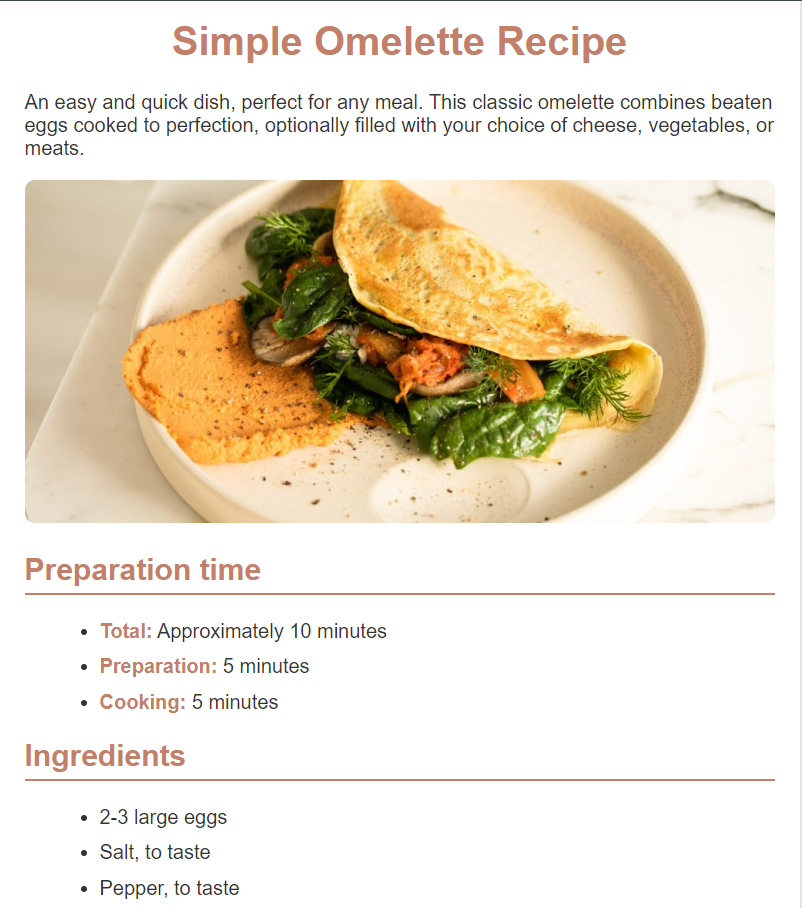 Simple Omelette Recipe
An easy and quick dish, perfect for any meal. This classic omelette combines beaten
eggs cooked to perfection, optionally filled with your choice of cheese, vegetables, or
meats.
Preparation time
• Total: Approximately 10 minutes
• Preparation: 5 minutes
• Cooking: 5 minutes
Ingredients
• 2-3 large eggs
• Salt, to taste
• Pepper, to taste